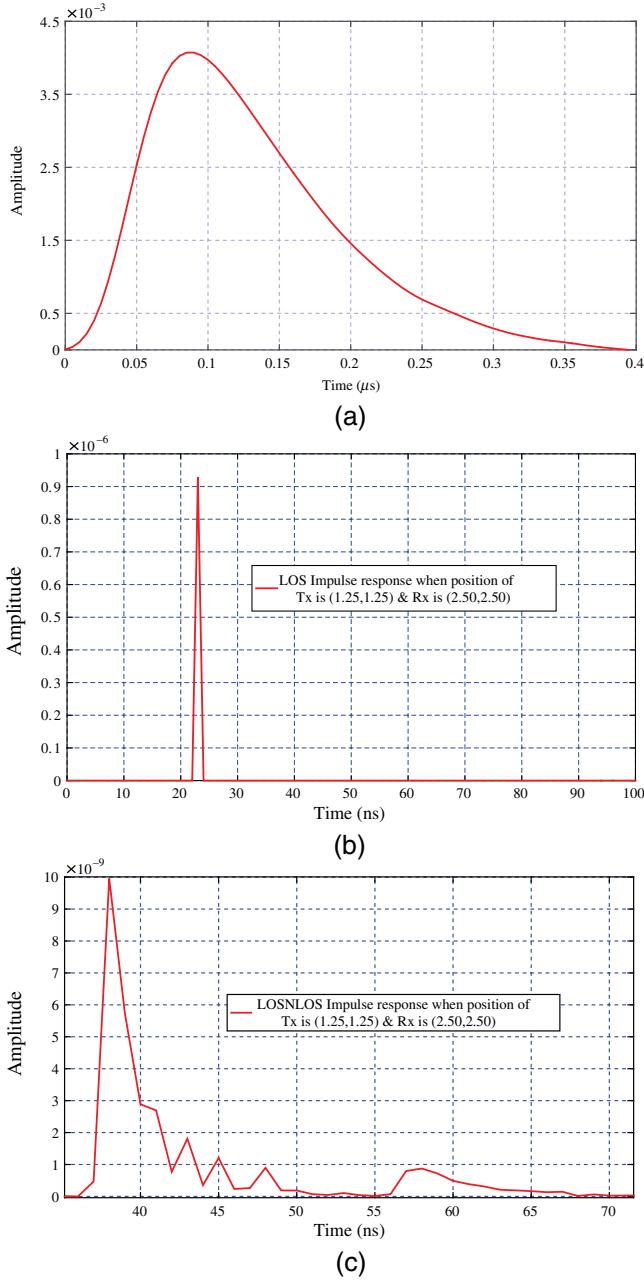 ×10⁻³
4.5
3.5
1.5
0.5
0
Amplitude
0 0.05 0.1 0.15 0.2 0.25 0.3 0.35 0.4
Time (μs)
(a)
×10⁻⁶
1
0.9
0.8
0.7
0.6
0.5
0.4
0.3
0.2
0.1
0
Amplitude
LOS Impulse response when position of
Tx is (1.25,1.25) & Rx is (2.50,2.50)
0 10 20 30 40 50 60 70 80 90 100
Time (ns)
(b)
×10⁻⁹
10
9
8
7
6
5
4
3
2
1
0
Amplitude
LOSNLOS Impulse response when position of
Tx is (1.25,1.25) & Rx is (2.50,2.50)
40 45 50 55 60 65 70
Time (ns)
(c)